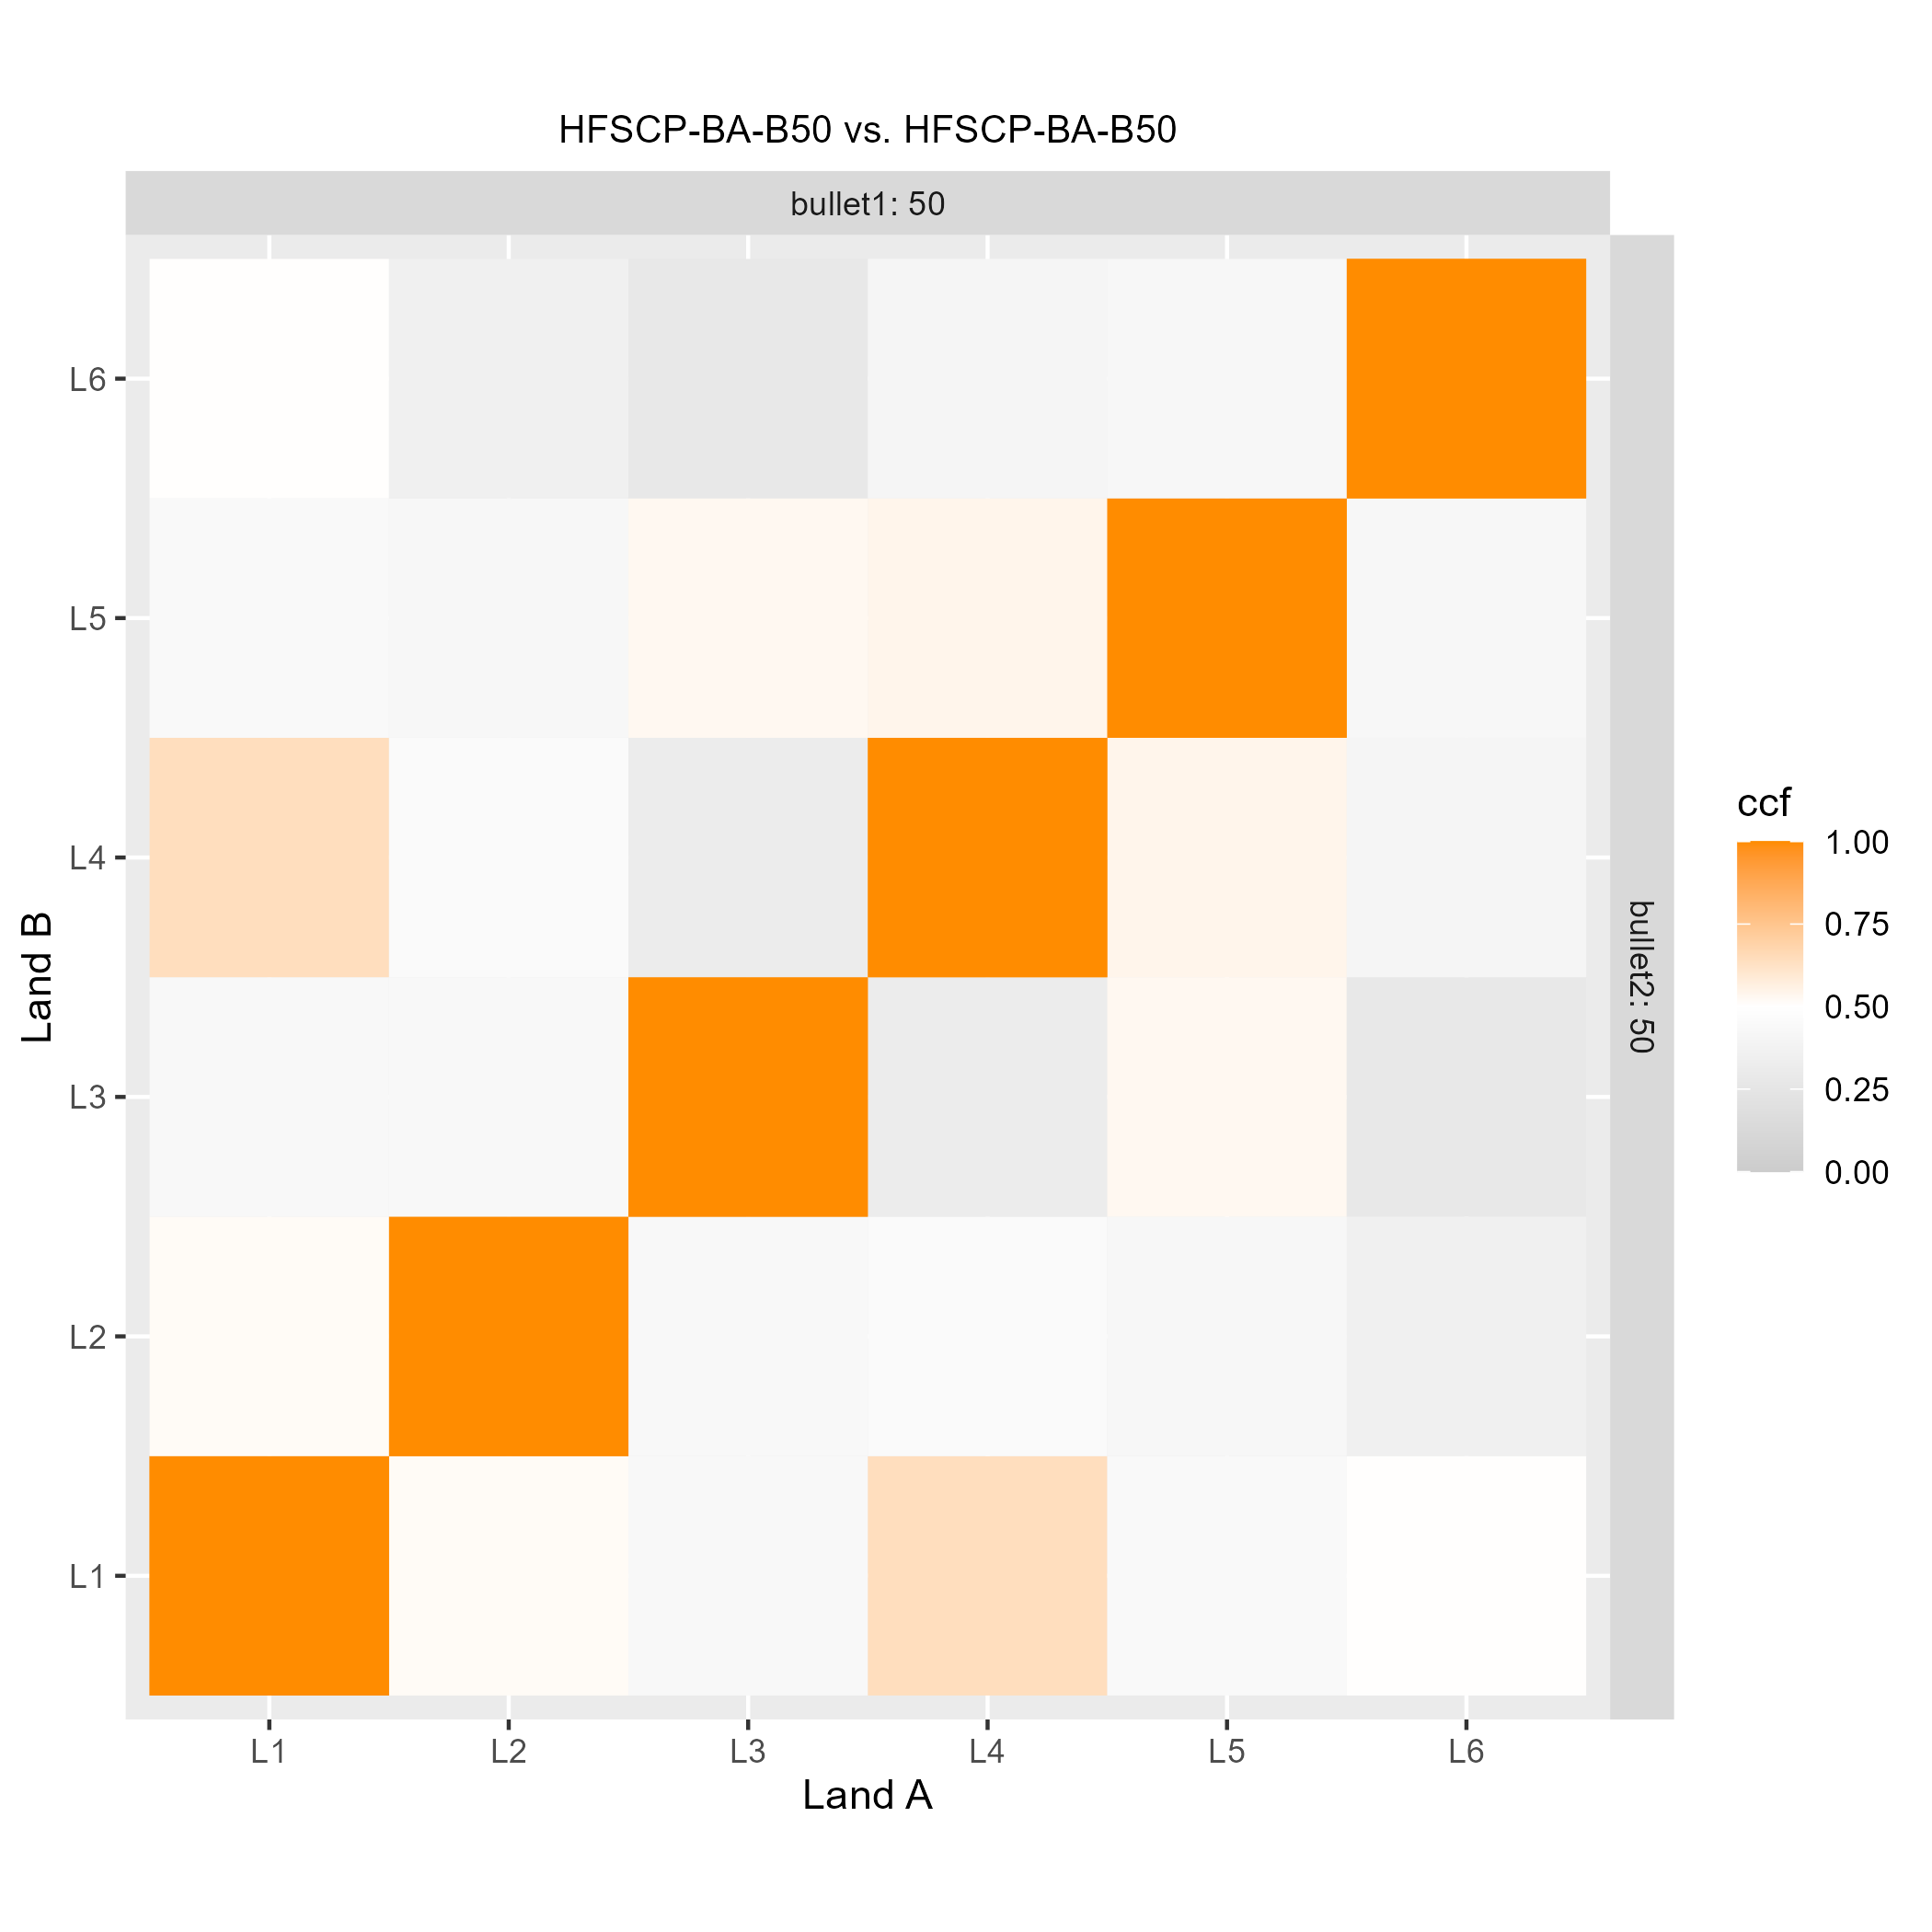 HFSCP-BA-B50 vs. HFSCP-BA-B50
bullet1: 50
L6
L5
L4
L3
L2
L1
Land B
bullet2: 50
L1 L2 L3 L4 L5 L6
Land A
ccf
1.00
0.75
0.50
0.25
0.00